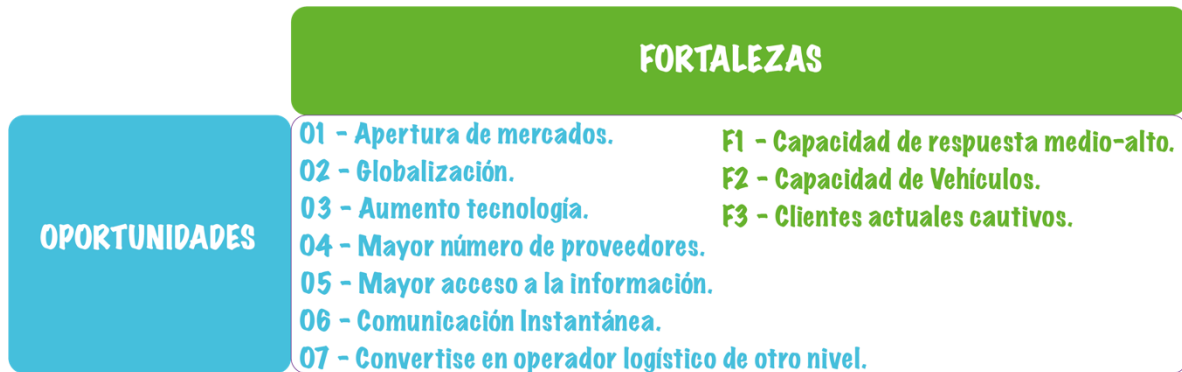 FORTALEZAS
OPORTUNIDADES
O1 - Apertura de mercados.
O2 - Globalización.
O3 - Aumento tecnología.
O4 - Mayor número de proveedores.
O5 - Mayor acceso a la información.
O6 - Comunicación Instantánea.
O7 - Convertise en operador logístico de otro nivel.
F1 - Capacidad de respuesta medio-alto.
F2 - Capacidad de Vehículos.
F3 - Clientes actuales cautivos.